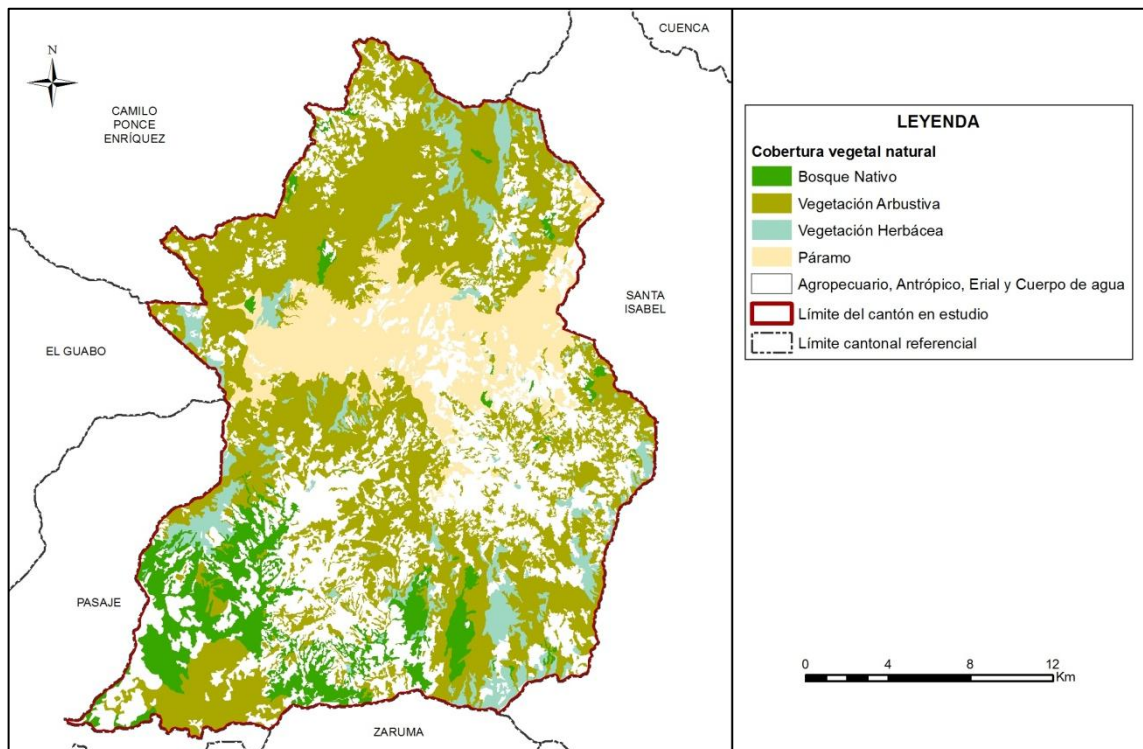 CUENCA
N
CAMILO
PONCE
ENRÍQUEZ
SANTA
ISABEL
EL GUABO
PASAJE
ZARUMA
LEYENDA
Cobertura vegetal natural
Bosque Nativo
Vegetación Arbustiva
Vegetación Herbácea
Páramo
Agropecuario, Antrópico, Erial y Cuerpo de agua
Límite del cantón en estudio
Límite cantonal referencial
0 4 8 12
Km